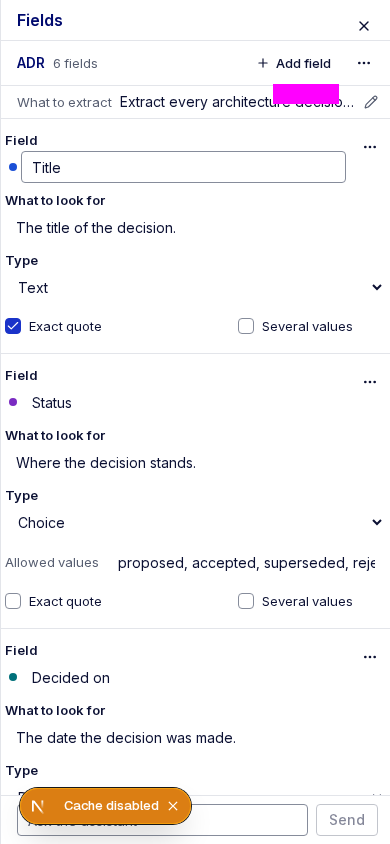 Fields
ADR 6 fields + Add field
What to extract Extract every architecture decisio…
Field
Title
What to look for
The title of the decision.
Type
Text
Exact quote Several values
Field
Status
What to look for
Where the decision stands.
Type
Choice
Allowed values proposed, accepted, superseded, reje
Exact quote Several values
Field
Decided on
What to look for
The date the decision was made.
Type
Cache disabled
Send